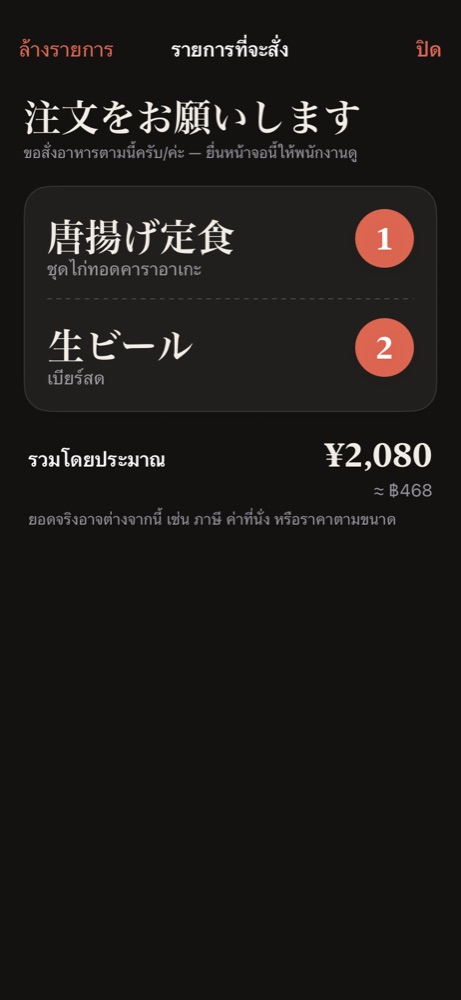 ล้างรายการ รายการที่จะสั่ง ปิด
注文をお願いします
ขอสั่งอาหารตามนี้ครับ/ค่ะ — ยื่นหน้าจอนี้ให้พนักงานดู
唐揚げ定食 1
ชุดไก่ทอดคาราอาเกะ
生ビール 2
เบียร์สด
รวมโดยประมาณ ¥2,080
≈ ฿468
ยอดจริงอาจต่างจากนี้ เช่น ภาษี ค่าที่นั่ง หรือราคาตามขนาด